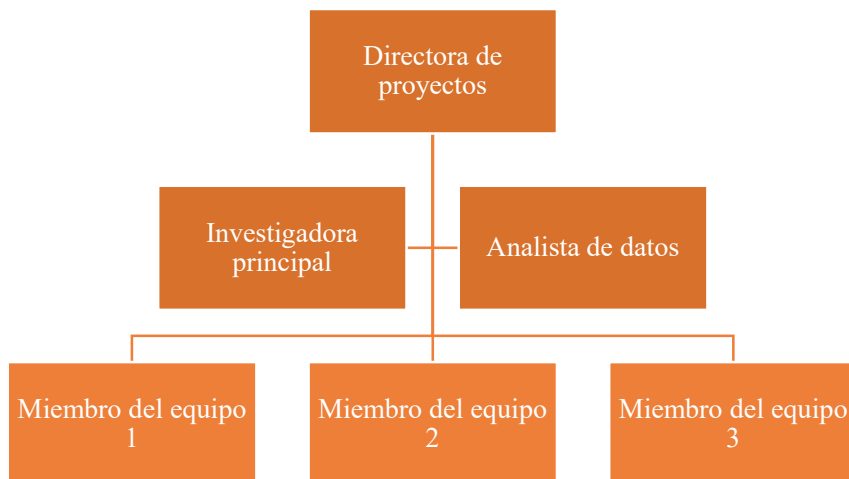 Directora de
proyectos
Investigadora
principal
Analista de datos
Miembro del equipo
1
Miembro del equipo
2
Miembro del equipo
3